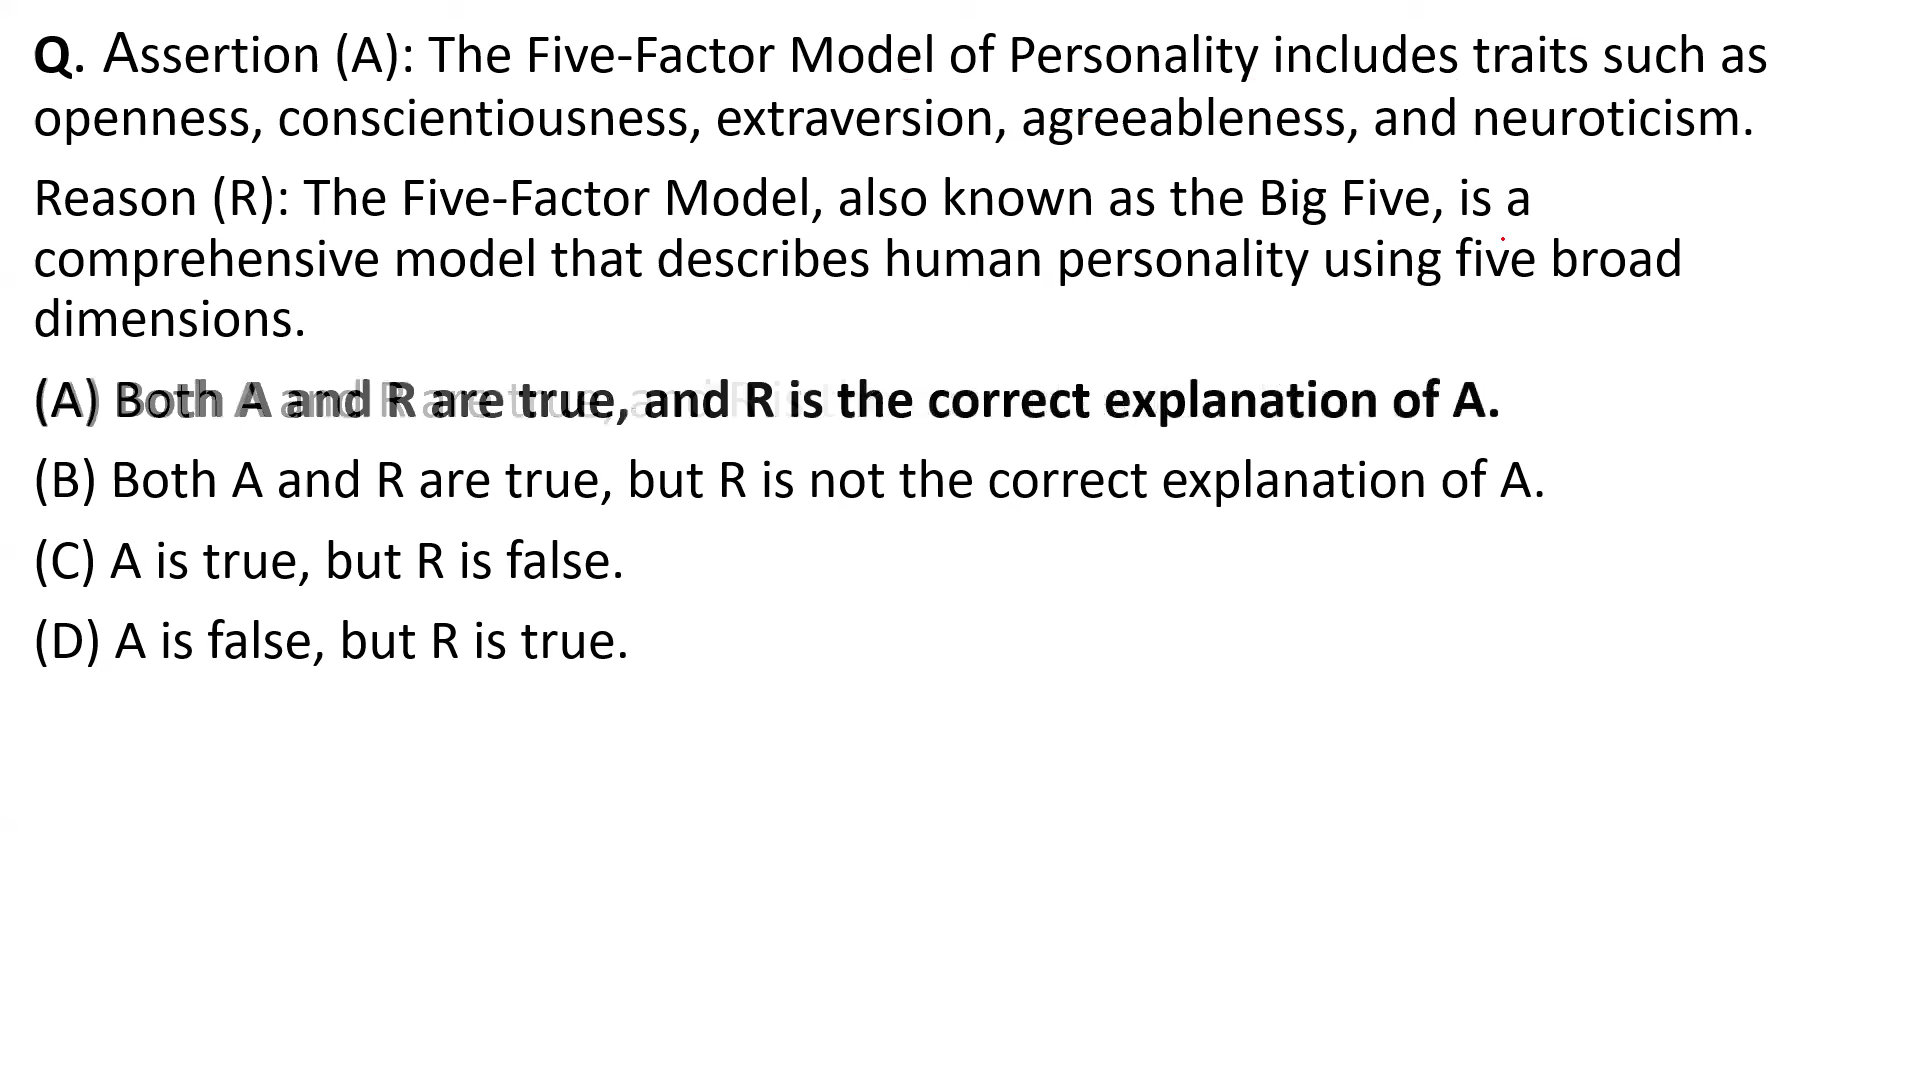 Q. Assertion (A): The Five-Factor Model of Personality includes traits such as
openness, conscientiousness, extraversion, agreeableness, and neuroticism.
Reason (R): The Five-Factor Model, also known as the Big Five, is a
comprehensive model that describes human personality using five broad
dimensions.
(A) Both A and R are true, and R is the correct explanation of A.
(B) Both A and R are true, but R is not the correct explanation of A.
(C) A is true, but R is false.
(D) A is false, but R is true.